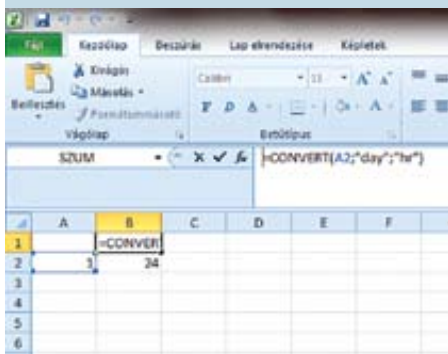 Fájl Kezdőlap Beszúrás Lap elrendezése Képletek
Kivágás
Másolás
Formátummásoló
Beillesztés
Calibri 11 A A
F D A A
Vágólap Betűtípus
SZUM fx =CONVERT(A2;"day";"hr")
A B C D E F
1 =CONVER
2 1 24
3
4
5
6